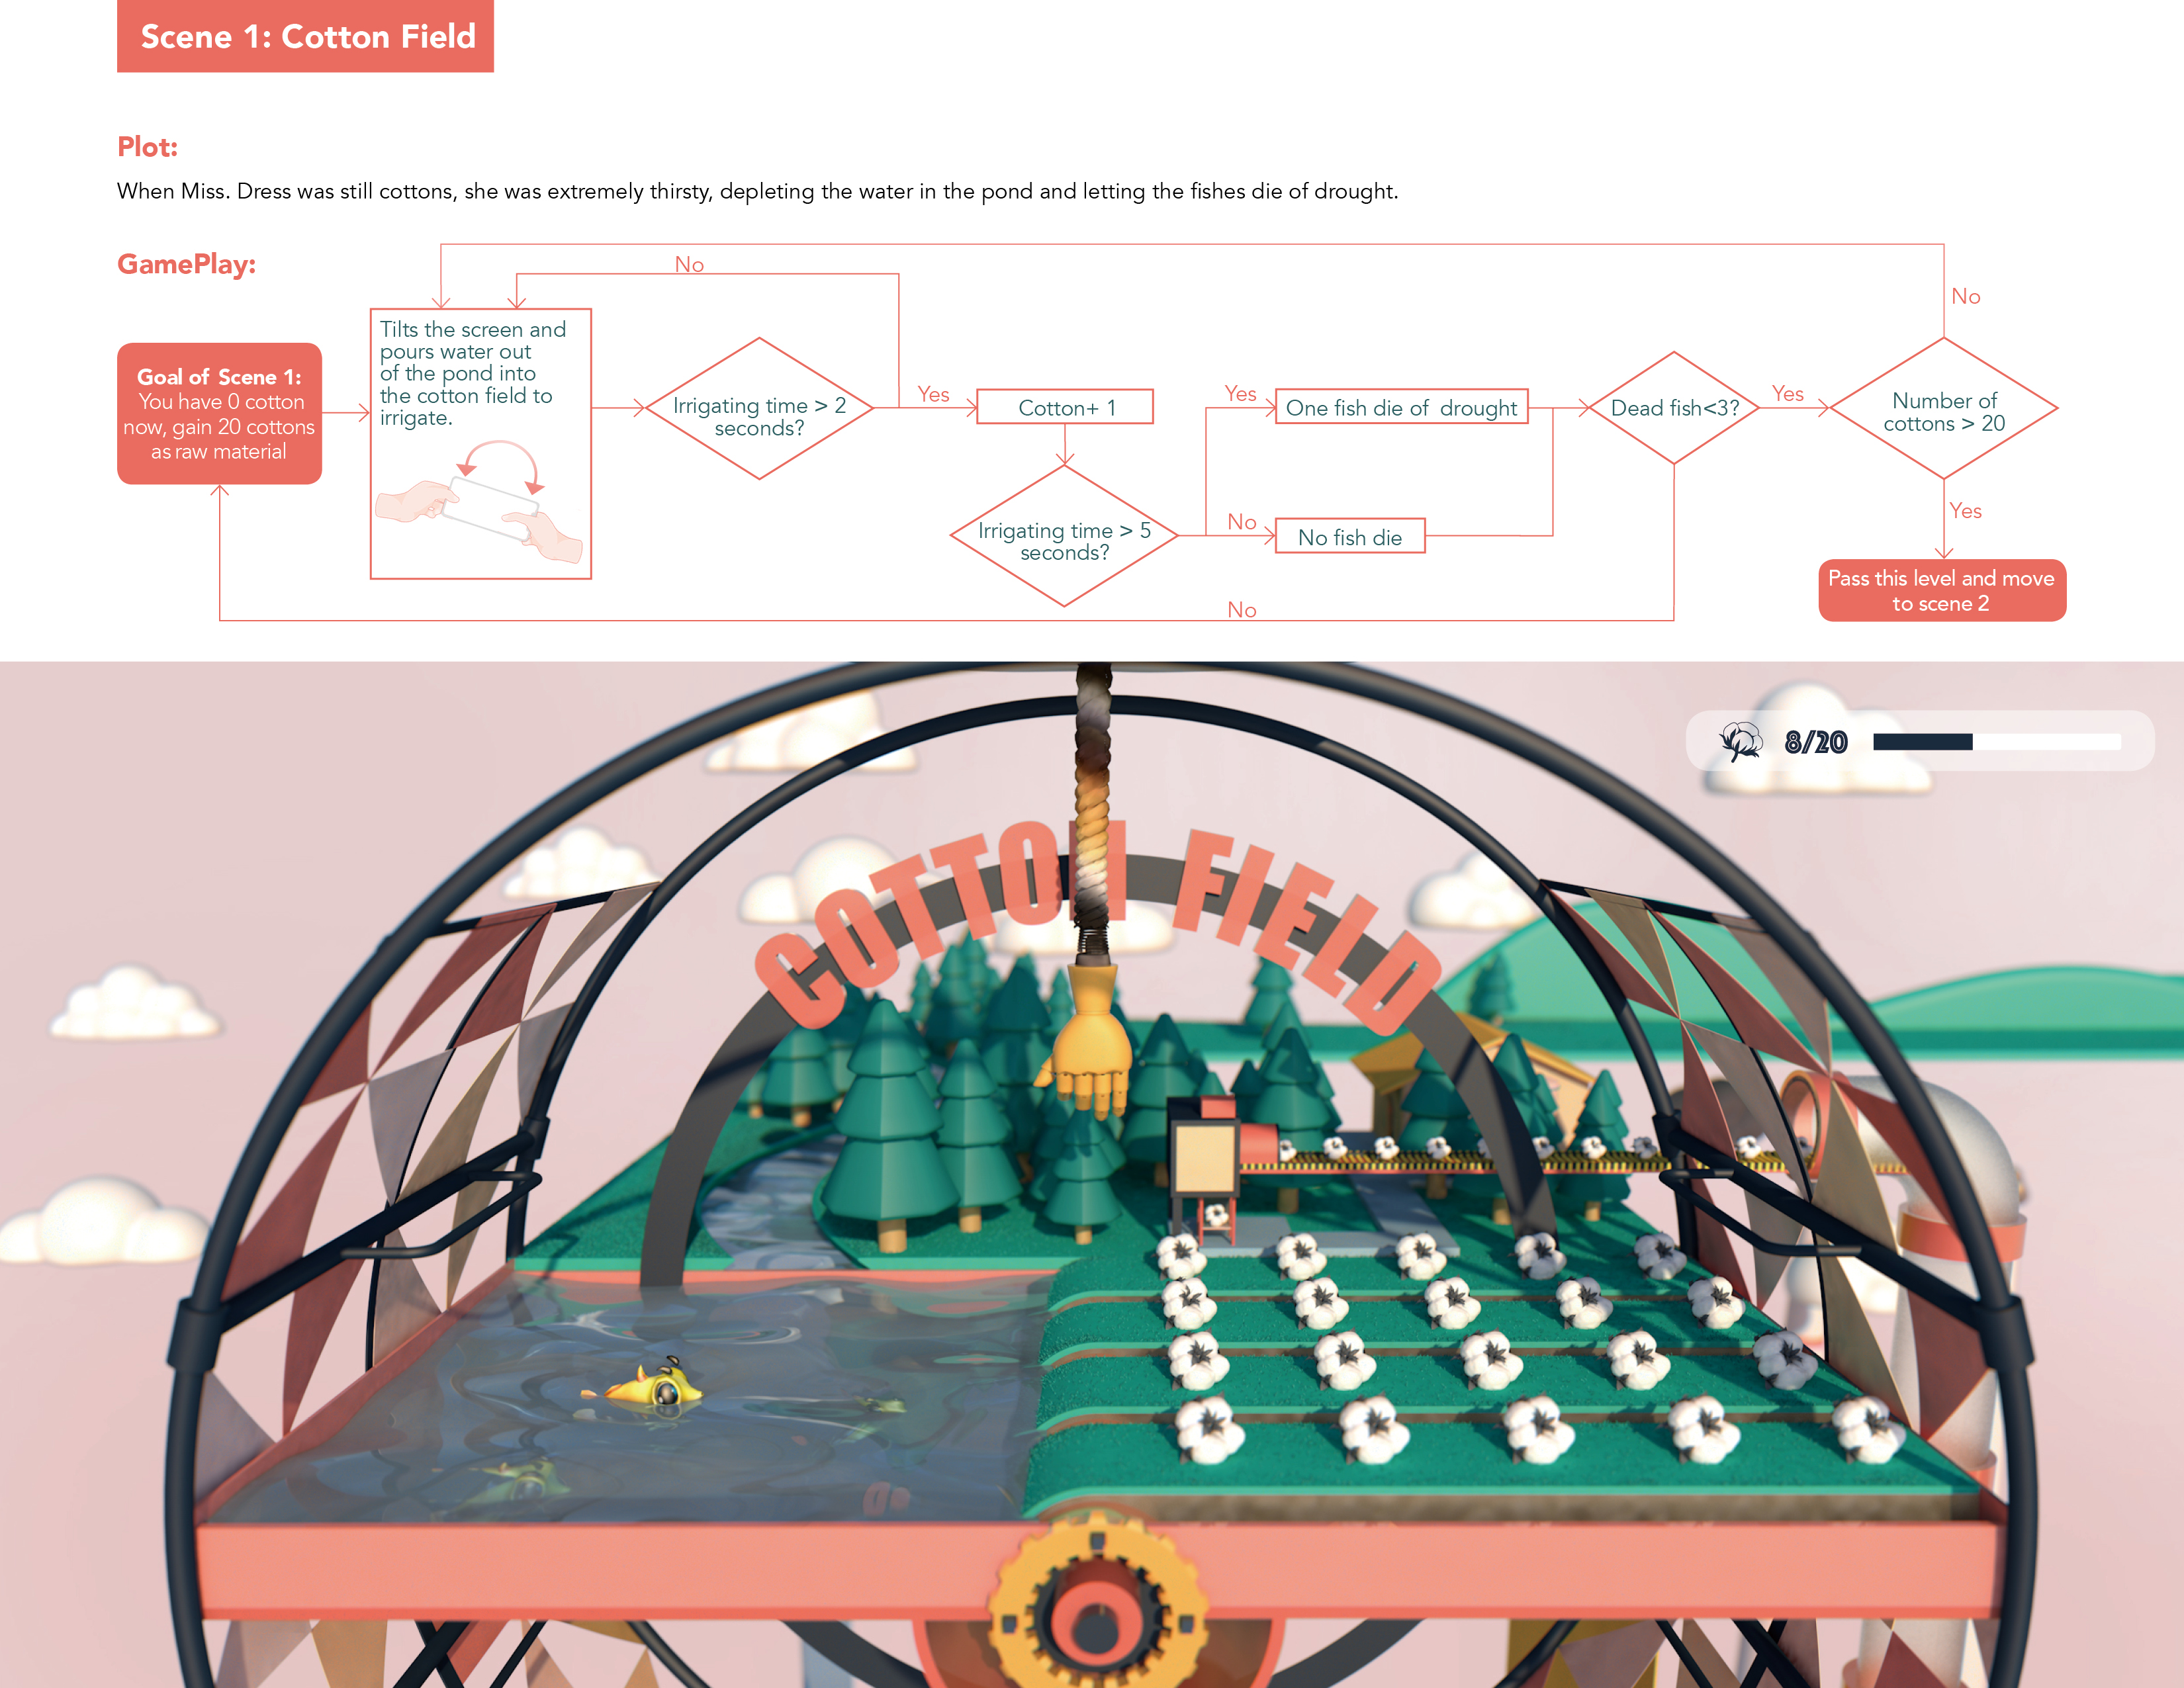 Scene 1: Cotton Field
Plot:
When Miss. Dress was still cottons, she was extremely thirsty, depleting the water in the pond and letting the fishes die of drought.
GamePlay:
No
No
Goal of Scene 1:
You have 0 cotton
now, gain 20 cottons
as raw material
Tilts the screen and
pours water out
of the pond into
the cotton field to
irrigate.
Irrigating time > 2
seconds?
Yes
Cotton+ 1
Irrigating time > 5
seconds?
Yes
One fish die of drought
No
No fish die
Dead fish<3?
Yes
Number of
cottons > 20
Yes
Pass this level and move
to scene 2
No
8/20
COTTON FIELD